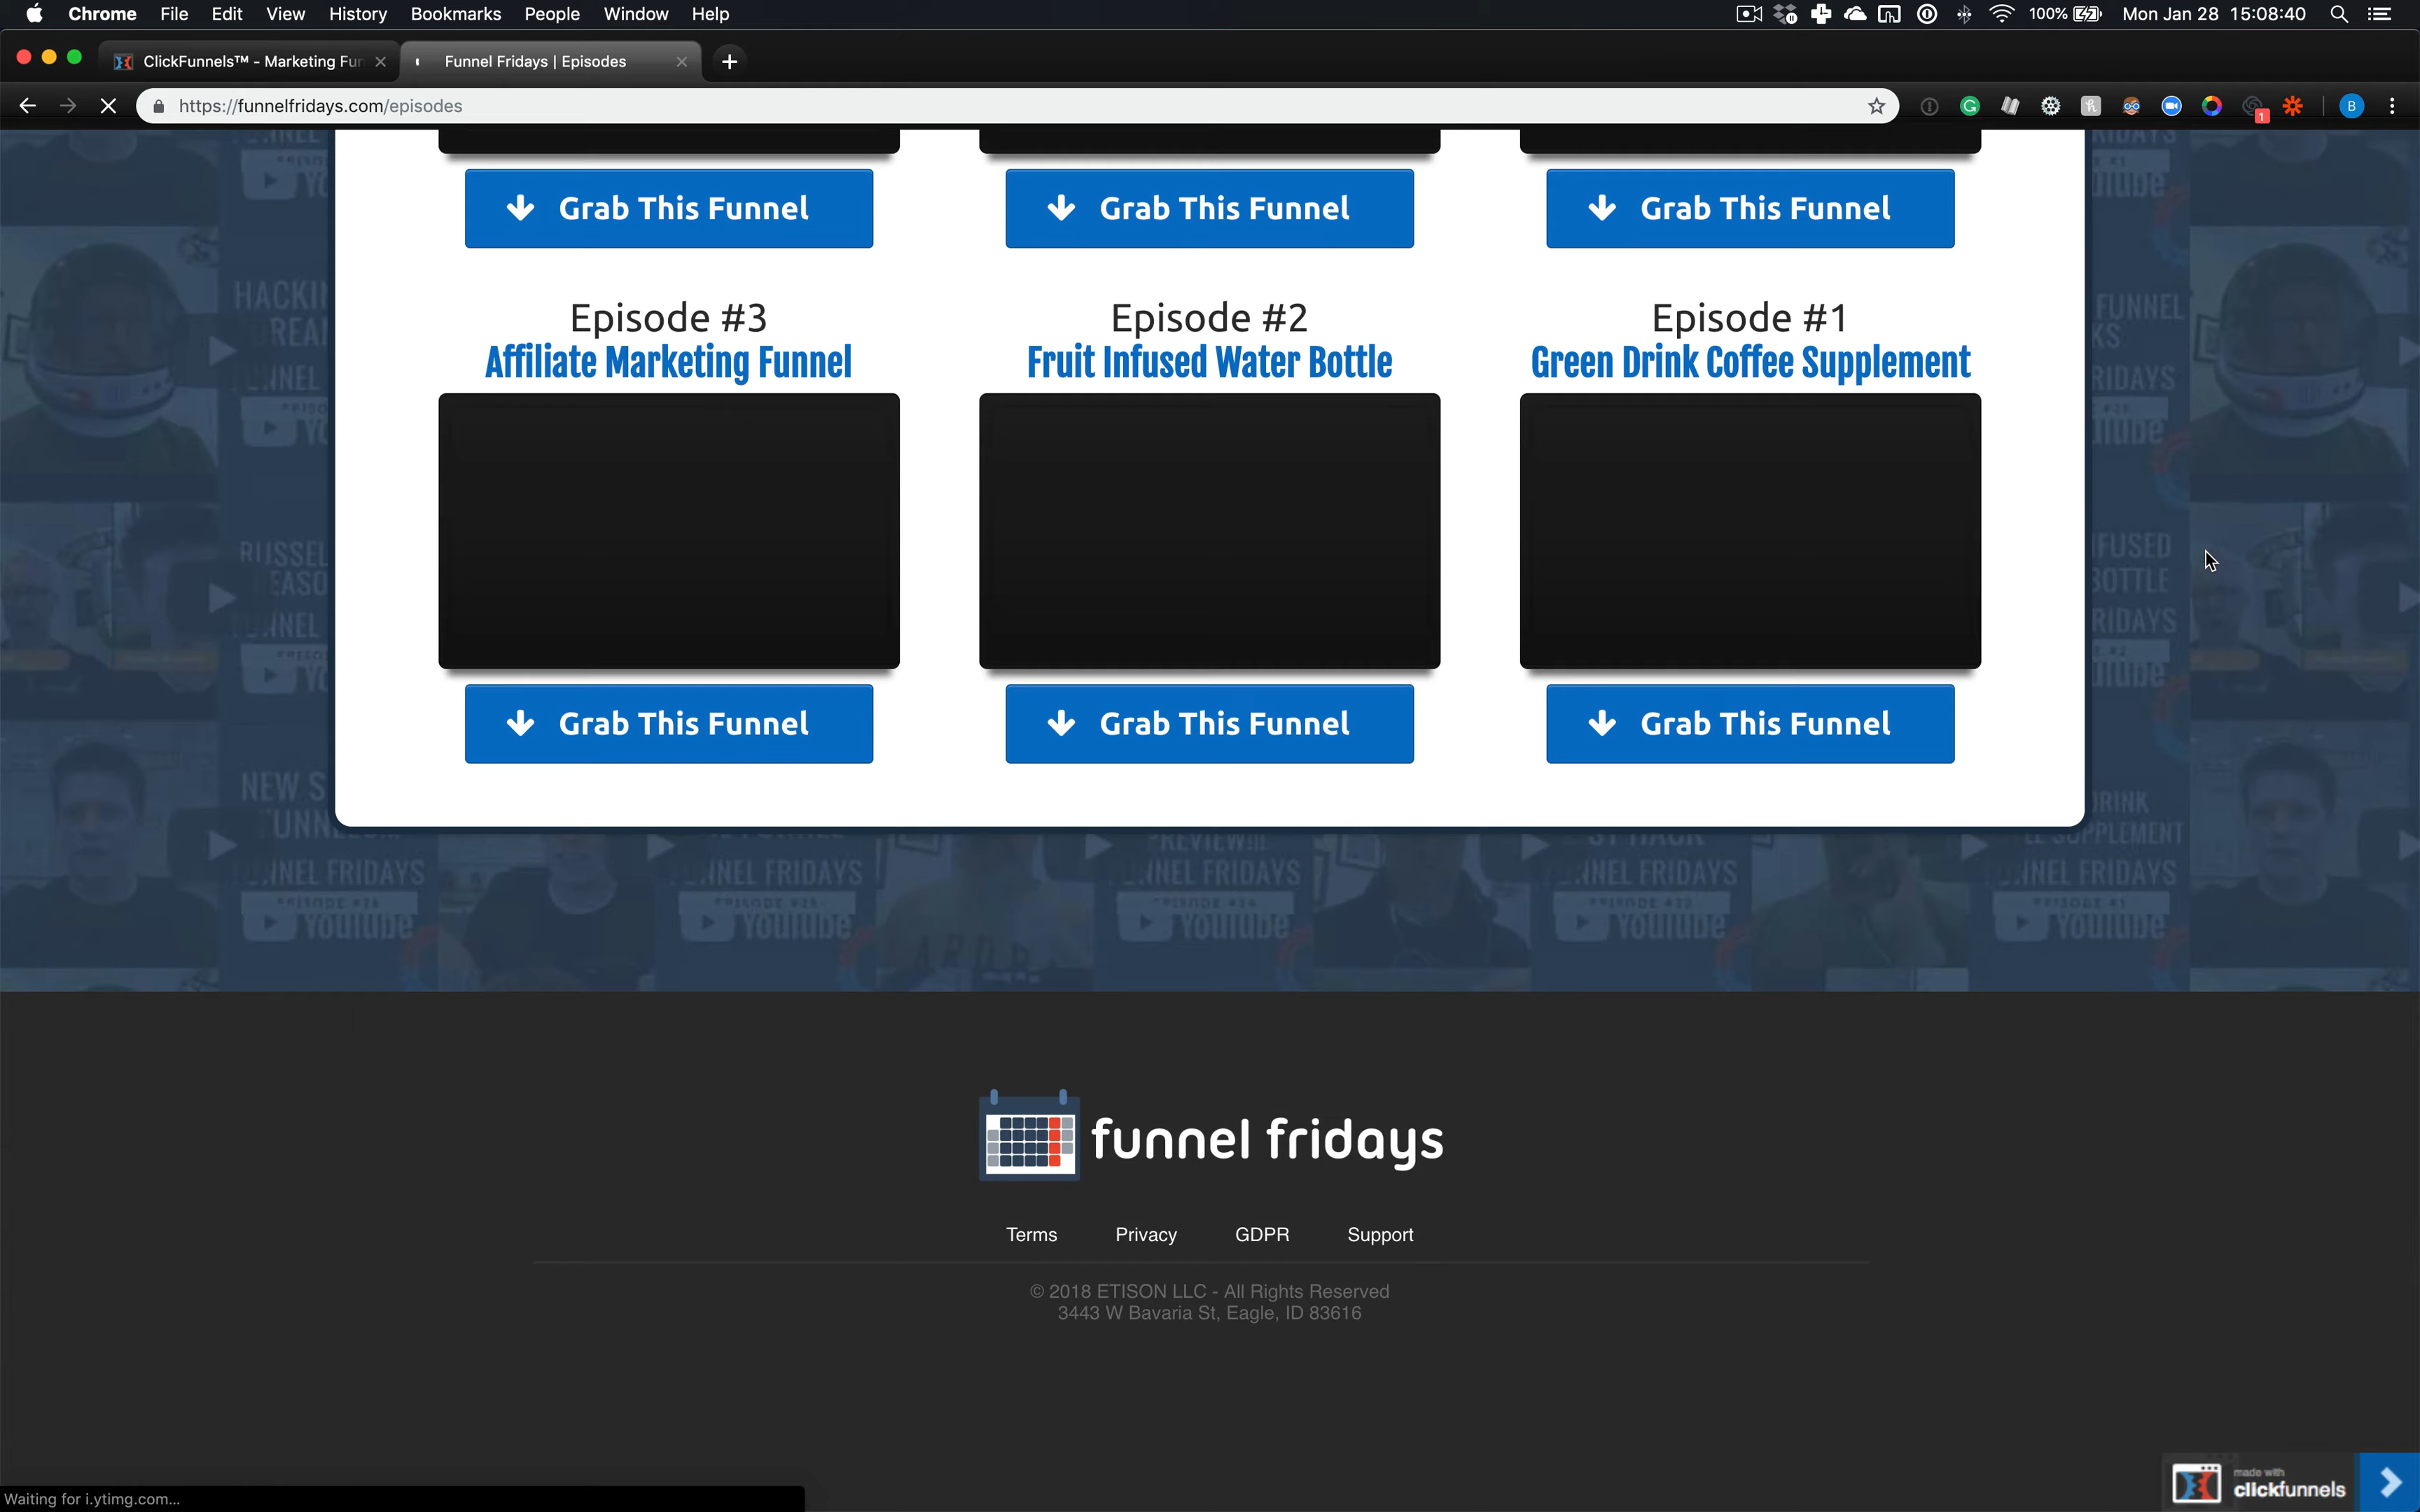 Chrome File Edit View History Bookmarks People Window Help 100% Mon Jan 28 15:08:40
ClickFunnels™ - Marketing Fun Funnel Fridays | Episodes
https://funnelfridays.com/episodes 1 B
Grab This Funnel Grab This Funnel Grab This Funnel
Episode #3
Affiliate Marketing Funnel
Episode #2
Fruit Infused Water Bottle
Episode #1
Green Drink Coffee Supplement
Grab This Funnel Grab This Funnel Grab This Funnel
funnel fridays
Terms Privacy GDPR Support
© 2018 ETISON LLC - All Rights Reserved
3443 W Bavaria St, Eagle, ID 83616
made with
clickfunnels
Waiting for i.ytimg.com...